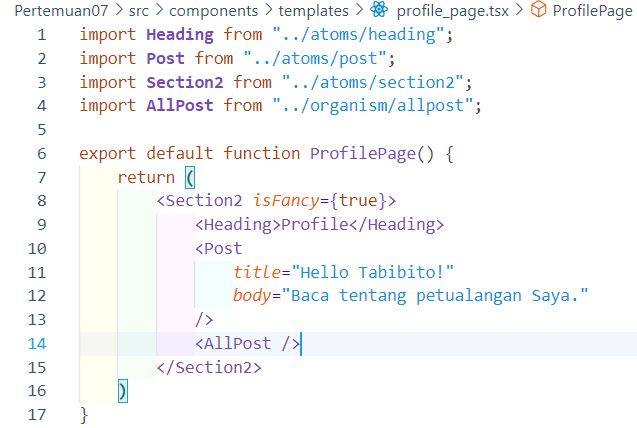 Pertemuan07 > src > components > templates > profile_page.tsx > ProfilePage
1 import Heading from "../atoms/heading";
2 import Post from "../atoms/post";
3 import Section2 from "../atoms/section2";
4 import AllPost from "../organism/allpost";
5
6 export default function ProfilePage() {
7 return (
8 <Section2 isFancy={true}>
9 <Heading>Profile</Heading>
10 <Post
11 title="Hello Tabibito!"
12 body="Baca tentang petualangan Saya."
13 />
14 <AllPost />
15 </Section2>
16 )
17 }